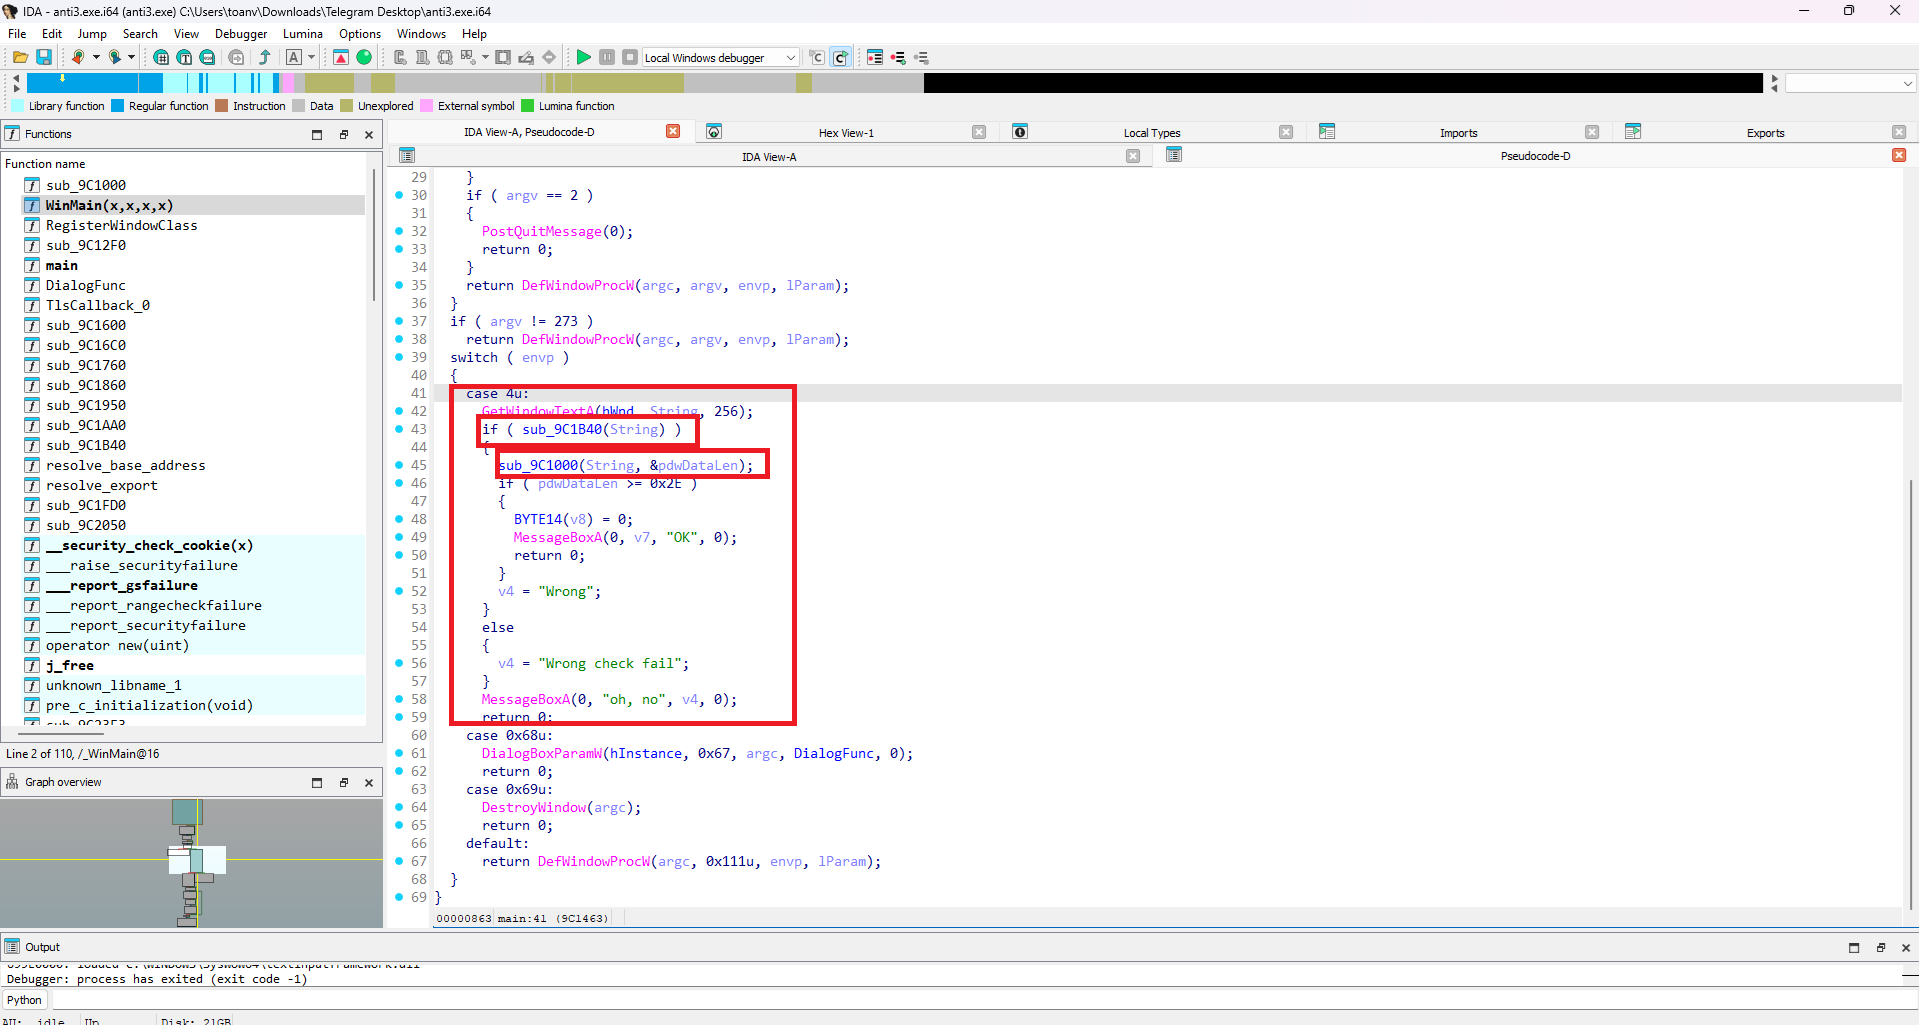 IDA - anti3.exe.i64 (anti3.exe) C:\Users\toanv\Downloads\Telegram Desktop\anti3.exe.i64
File Edit Jump Search View Debugger Lumina Options Windows Help
Local Windows debugger
Library function Regular function Instruction Data Unexplored External symbol Lumina function
Functions
Function name
sub_9C1000
WinMain(x,x,x,x)
RegisterWindowClass
sub_9C12F0
main
DialogFunc
TlsCallback_0
sub_9C1600
sub_9C16C0
sub_9C1760
sub_9C1860
sub_9C1950
sub_9C1AA0
sub_9C1B40
resolve_base_address
resolve_export
sub_9C1FD0
sub_9C2050
__security_check_cookie(x)
___raise_securityfailure
___report_gsfailure
___report_rangecheckfailure
___report_securityfailure
operator new(uint)
j_free
unknown_libname_1
pre_c_initialization(void)
sub_9C23F3
Line 2 of 110, /_WinMain@16
Graph overview
IDA View-A, Pseudocode-D Hex View-1 Local Types Imports Exports
IDA View-A Pseudocode-D
29 }
30 if ( argv == 2 )
31 {
32 PostQuitMessage(0);
33 return 0;
34 }
35 return DefWindowProcW(argc, argv, envp, lParam);
36 }
37 if ( argv != 273 )
38 return DefWindowProcW(argc, argv, envp, lParam);
39 switch ( envp )
40 {
41 case 4u:
42 GetWindowTextA(hWnd, String, 256);
43 if ( sub_9C1B40(String) )
44 {
45 sub_9C1000(String, &pdwDataLen);
46 if ( pdwDataLen >= 0x2E )
47 {
48 BYTE14(v8) = 0;
49 MessageBoxA(0, v7, "OK", 0);
50 return 0;
51 }
52 v4 = "Wrong";
53 }
54 else
55 {
56 v4 = "Wrong check fail";
57 }
58 MessageBoxA(0, "oh, no", v4, 0);
59 return 0;
60 case 0x68u:
61 DialogBoxParamW(hInstance, 0x67, argc, DialogFunc, 0);
62 return 0;
63 case 0x69u:
64 DestroyWindow(argc);
65 return 0;
66 default:
67 return DefWindowProcW(argc, 0x111u, envp, lParam);
68 }
69 }
00000863 main:41 (9C1463)
Output
Debugger: process has exited (exit code -1)
Python
AU: idle Up Disk: 21GB